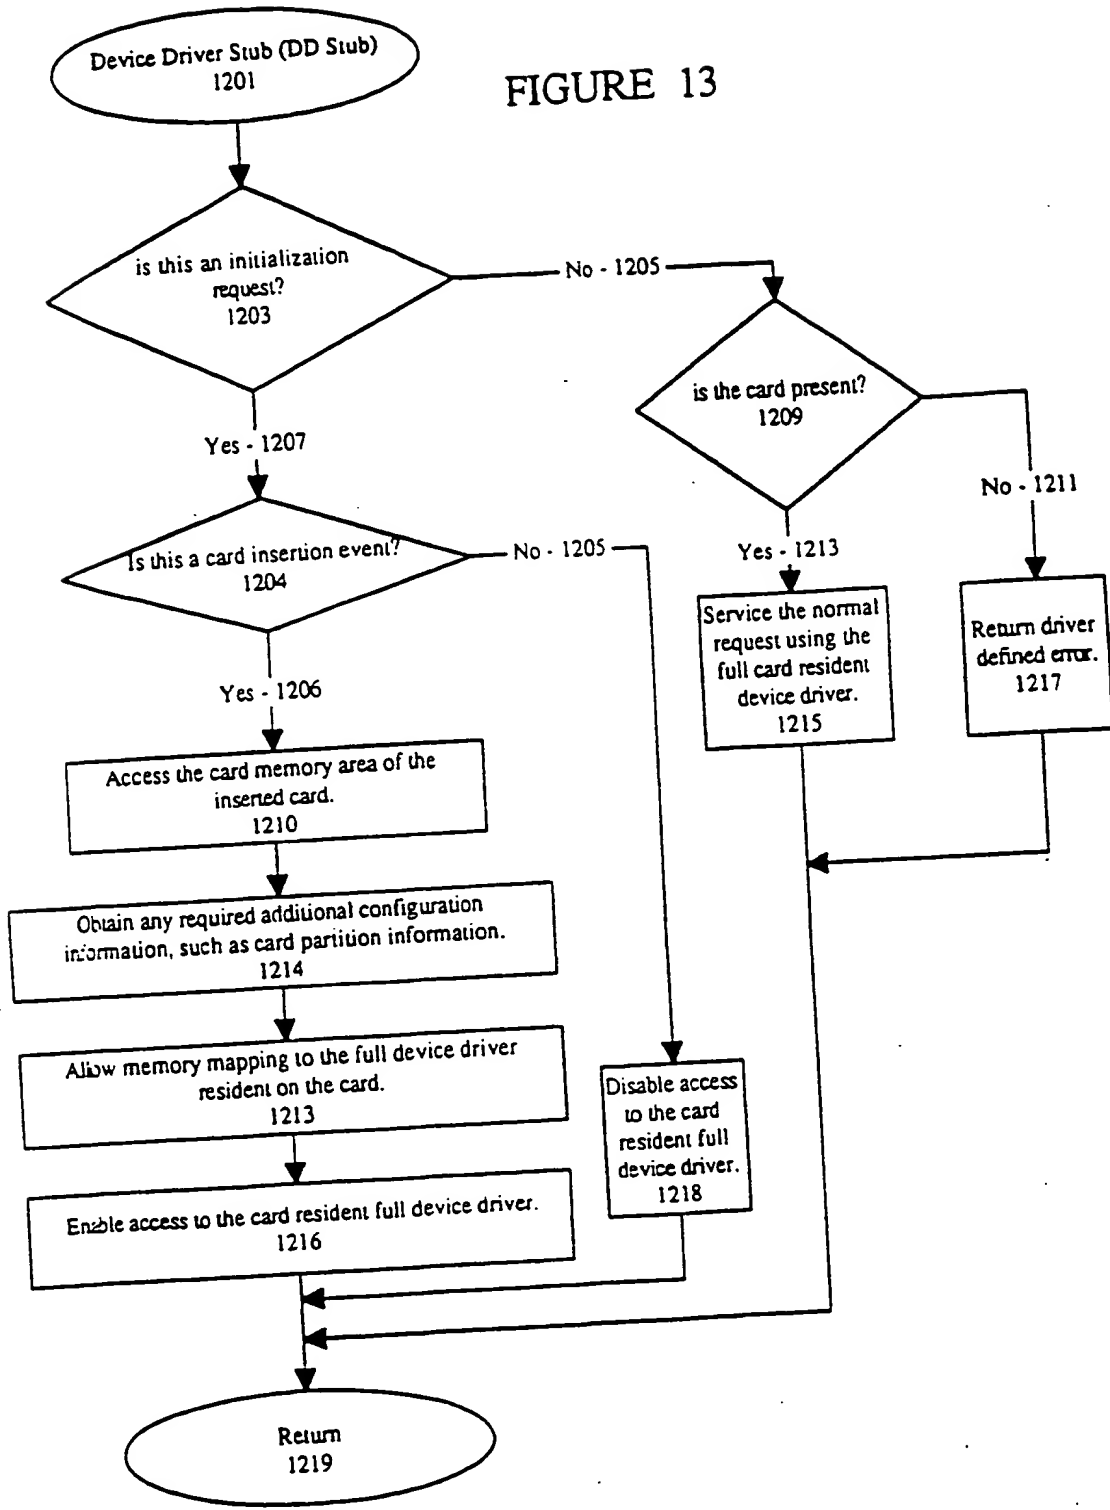 Device Driver Stub (DD Stub)
1201
FIGURE 13
is this an initialization
request?
1203
No - 1205
is the card present?
1209
Yes - 1207
No - 1211
Is this a card insertion event?
1204
No - 1205
Yes - 1213
Service the normal
request using the
full card resident
device driver.
1215
Return driver
defined error.
1217
Yes - 1206
Access the card memory area of the
inserted card.
1210
Obtain any required additional configuration
information, such as card partition information.
1214
Allow memory mapping to the full device driver
resident on the card.
1213
Disable access
to the card
resident full
device driver.
1218
Enable access to the card resident full device driver.
1216
Return
1219